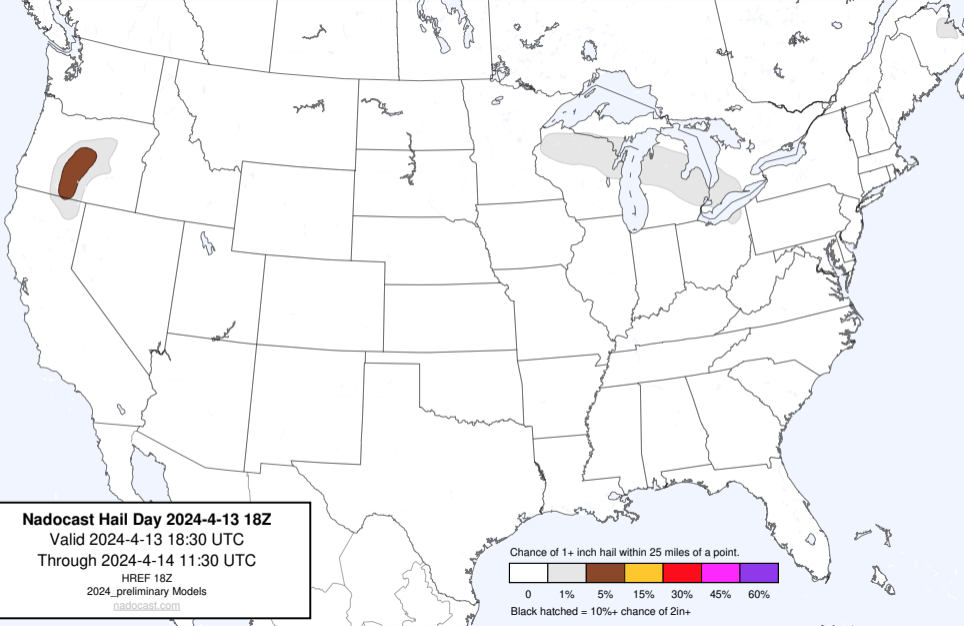 Nadocast Hail Day 2024-4-13 18Z
Valid 2024-4-13 18:30 UTC
Through 2024-4-14 11:30 UTC
HREF 18Z
2024_preliminary Models
nadocast.com
Chance of 1+ inch hail within 25 miles of a point.
0 1% 5% 15% 30% 45% 60%
Black hatched = 10%+ chance of 2in+